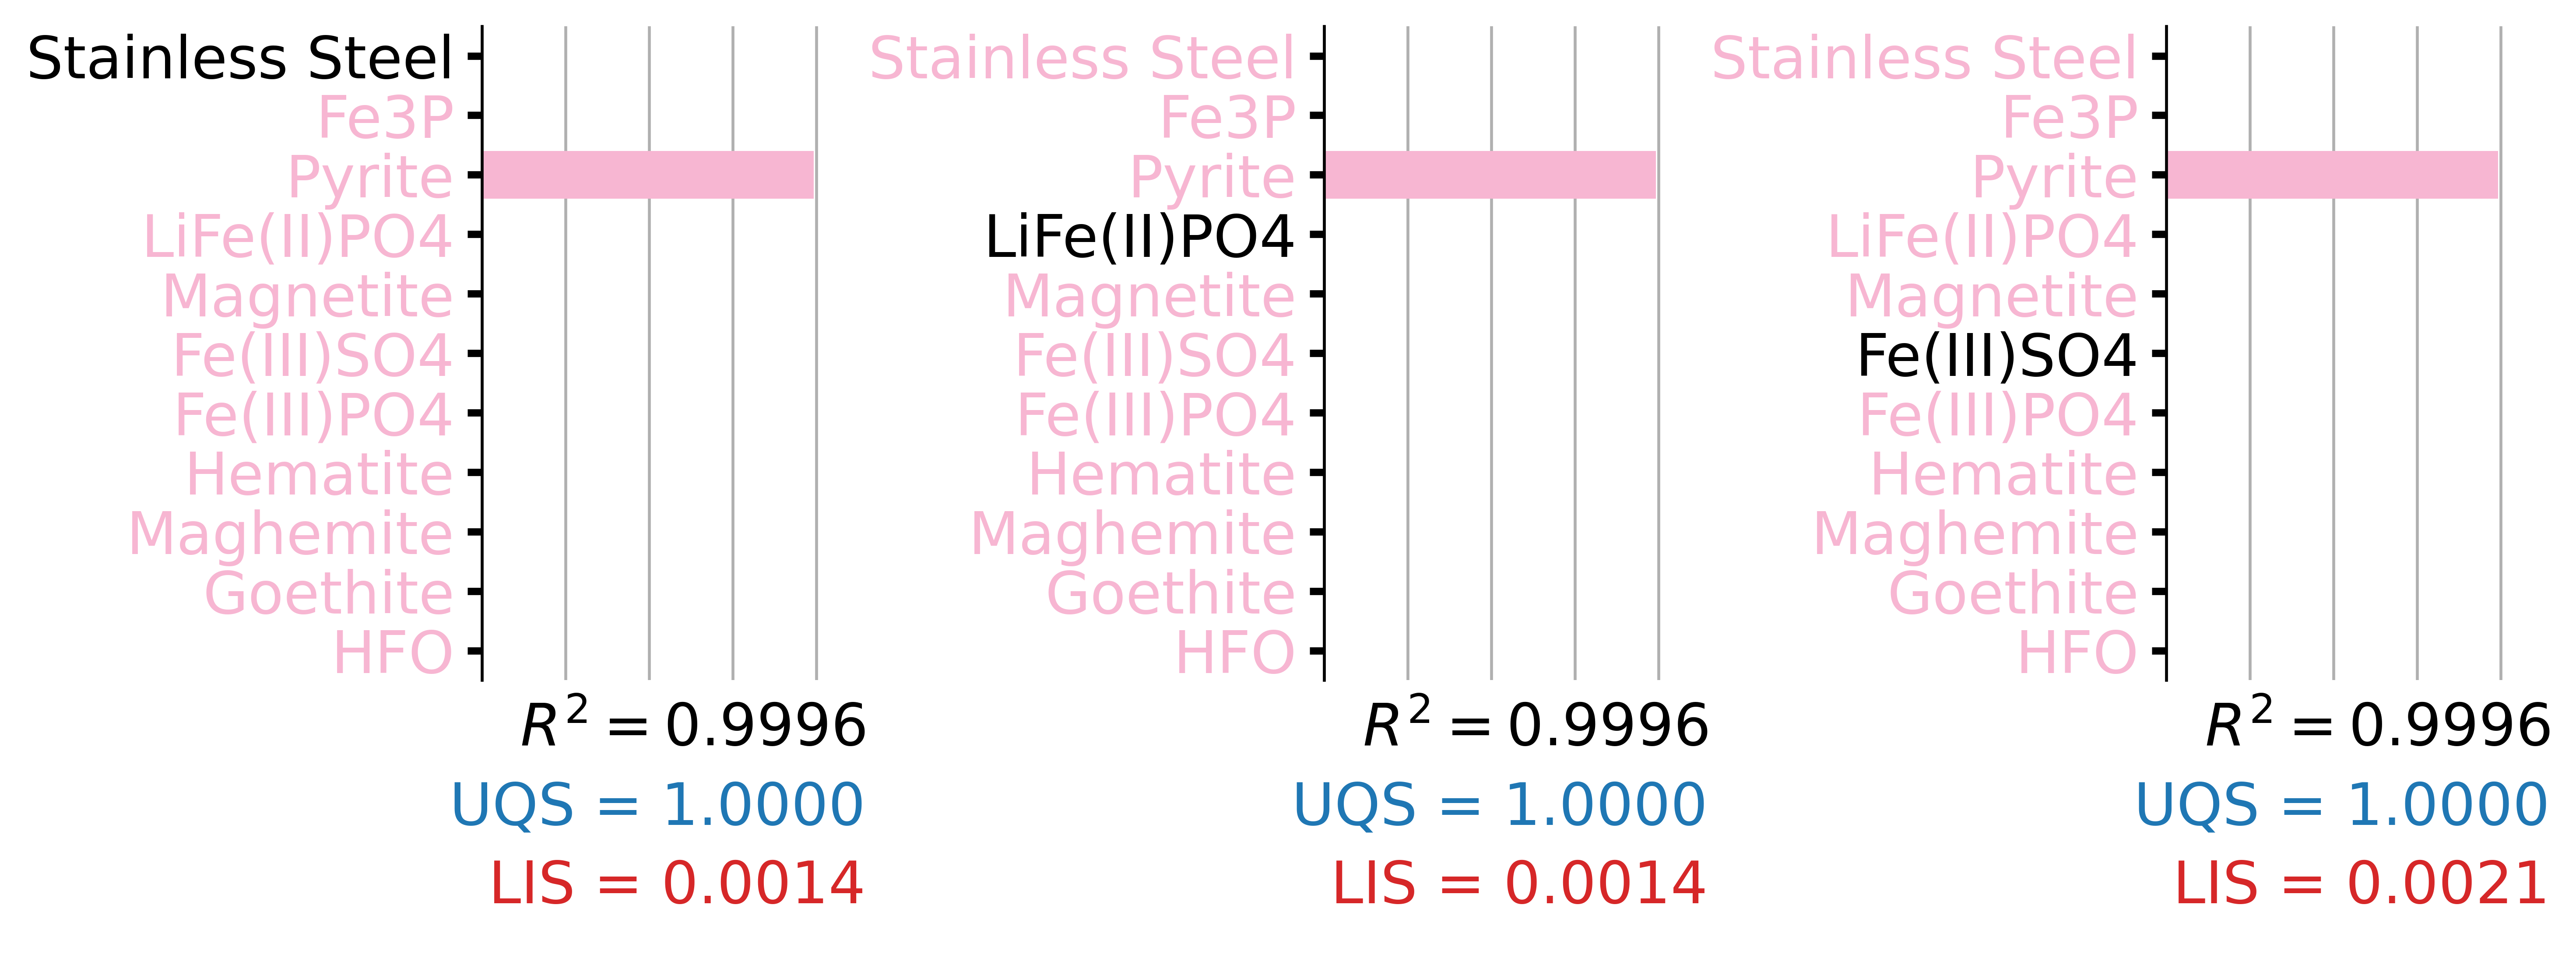 Stainless Steel
Fe3P
Pyrite
LiFe(II)PO4
Magnetite
Fe(III)SO4
Fe(III)PO4
Hematite
Maghemite
Goethite
HFO
R² = 0.9996
UQS = 1.0000
LIS = 0.0014
Stainless Steel
Fe3P
Pyrite
LiFe(II)PO4
Magnetite
Fe(III)SO4
Fe(III)PO4
Hematite
Maghemite
Goethite
HFO
R² = 0.9996
UQS = 1.0000
LIS = 0.0014
Stainless Steel
Fe3P
Pyrite
LiFe(II)PO4
Magnetite
Fe(III)SO4
Fe(III)PO4
Hematite
Maghemite
Goethite
HFO
R² = 0.9996
UQS = 1.0000
LIS = 0.0021